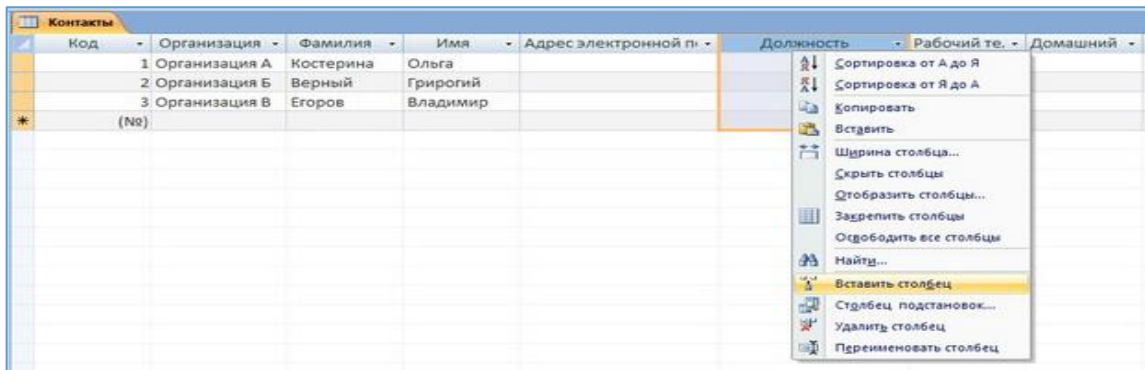 Контакты
Код Организация Фамилия Имя Адрес электронной п Должность Рабочий те. Домашний
1 Организация А Костерина Ольга
2 Организация Б Верный Грирогий
3 Организация В Егоров Владимир
(№)
Сортировка от А до Я
Сортировка от Я до А
Копировать
Вставить
Ширина столбца...
Скрыть столбцы
Отобразить столбцы...
Закрепить столбцы
Освободить все столбцы
Найти...
Вставить столбец
Столбец подстановок...
Удалить столбец
Переименовать столбец